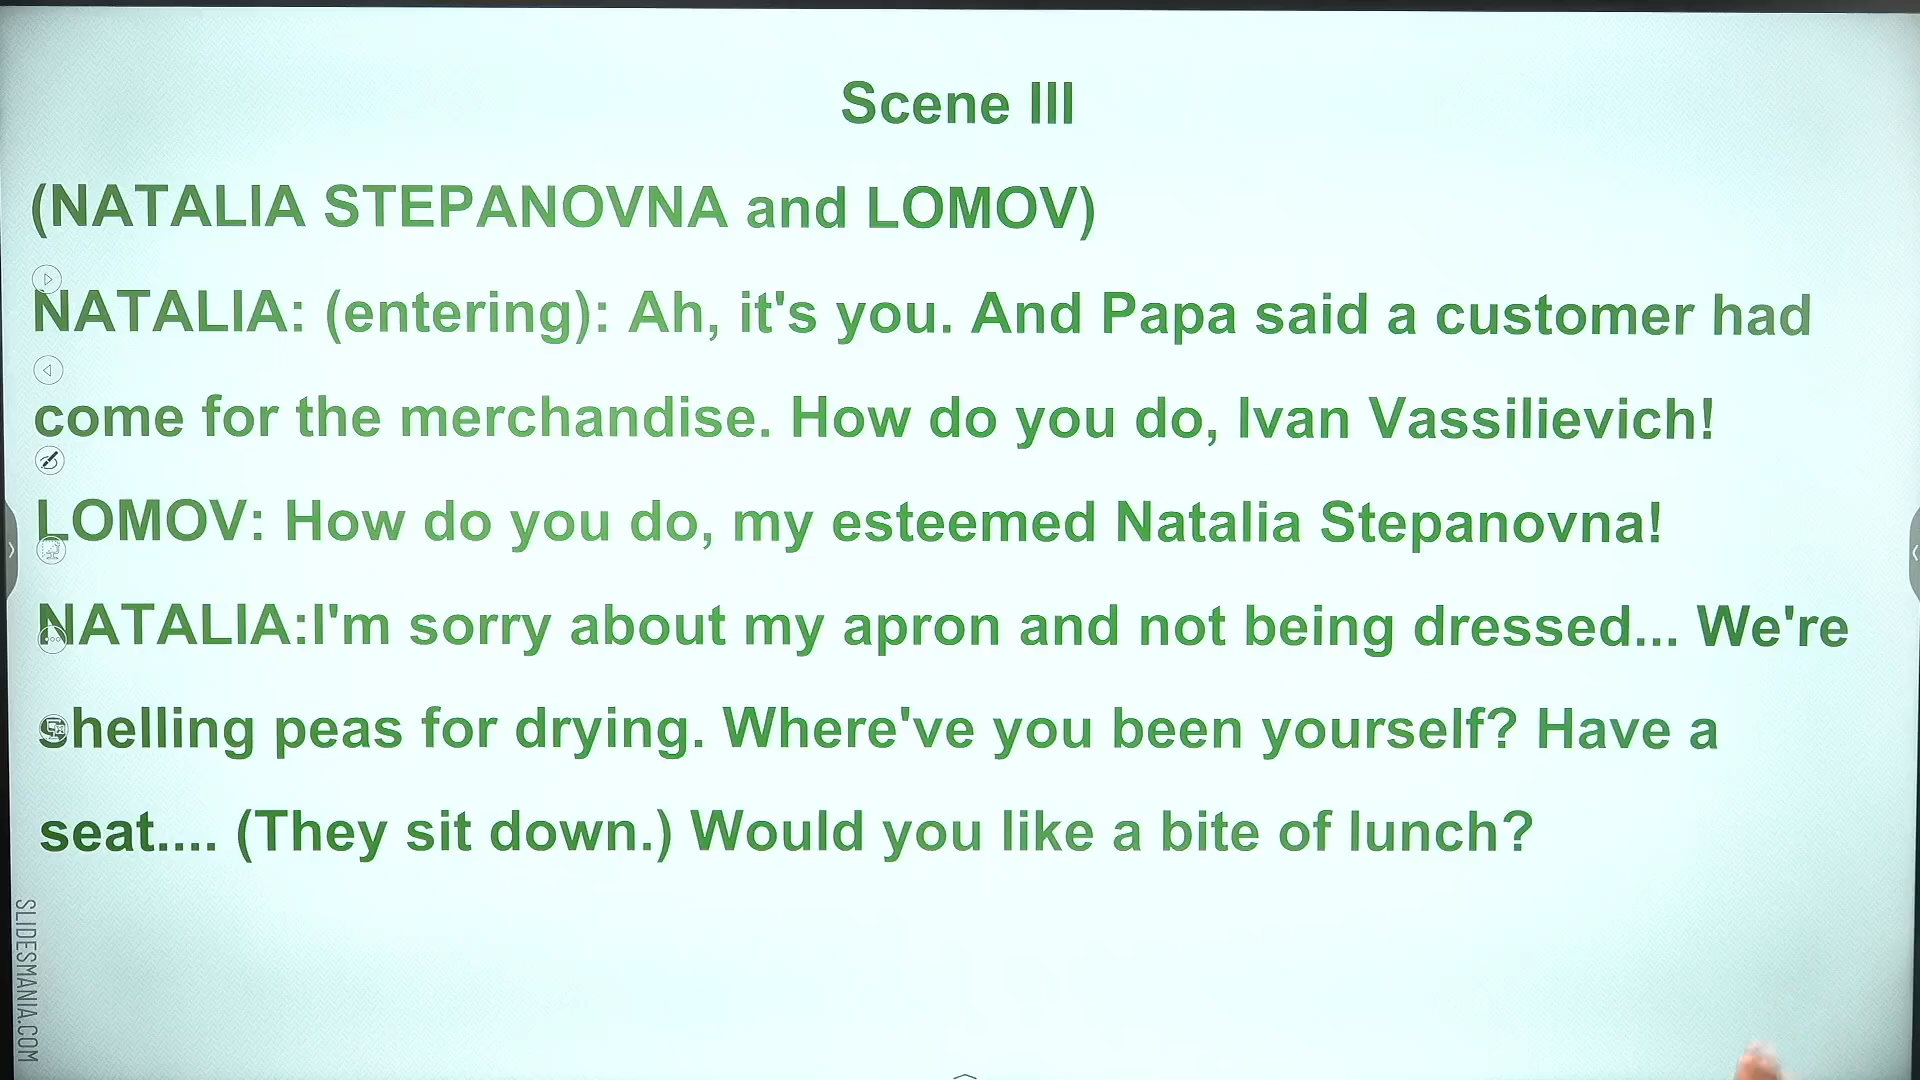 Scene III
(NATALIA STEPANOVNA and LOMOV)
NATALIA: (entering): Ah, it's you. And Papa said a customer had
come for the merchandise. How do you do, Ivan Vassilievich!
LOMOV: How do you do, my esteemed Natalia Stepanovna!
NATALIA:I'm sorry about my apron and not being dressed... We're
shelling peas for drying. Where've you been yourself? Have a
seat.... (They sit down.) Would you like a bite of lunch?
SLIDESMANIA.COM